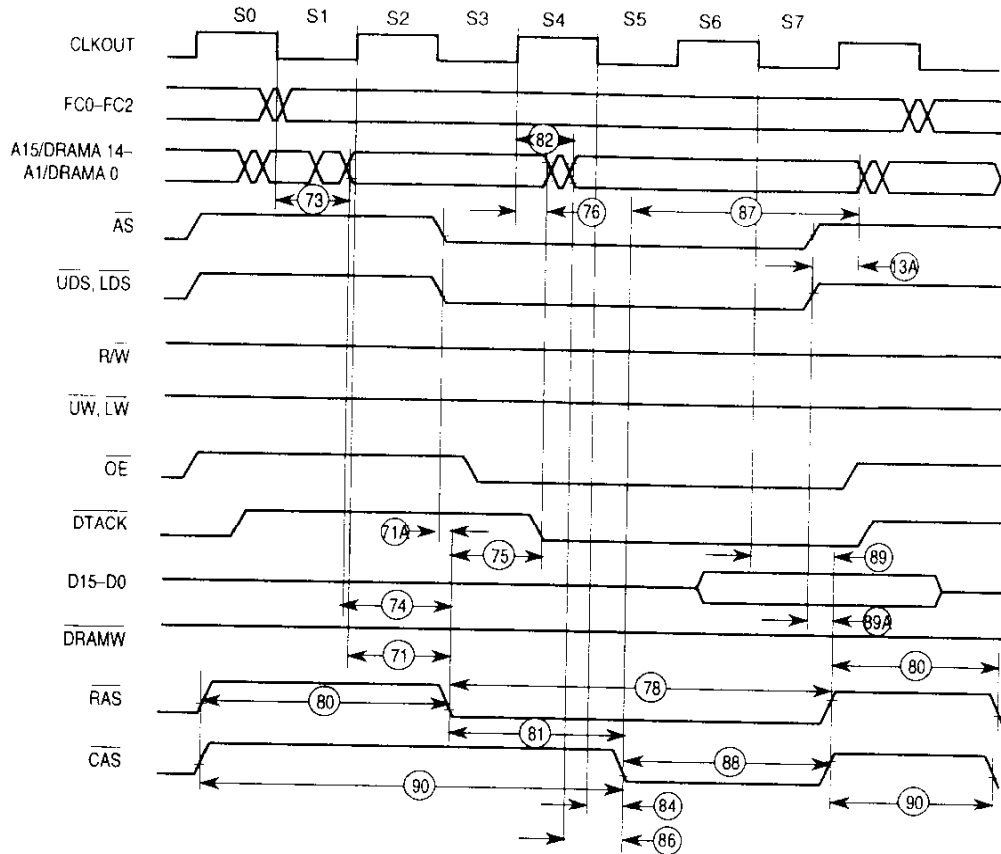 S0 S1 S2 S3 S4 S5 S6 S7
CLKOUT
FC0–FC2
82
A15/DRAMA 14–
A1/DRAMA 0
73 76 87
AS
13A
UDS, LDS
R/W
UW, LW
OE
DTACK 71A
75 89
D15–D0
74 89A
DRAMW
71 80
78
RAS 80
81
CAS 88
90 90
84
86